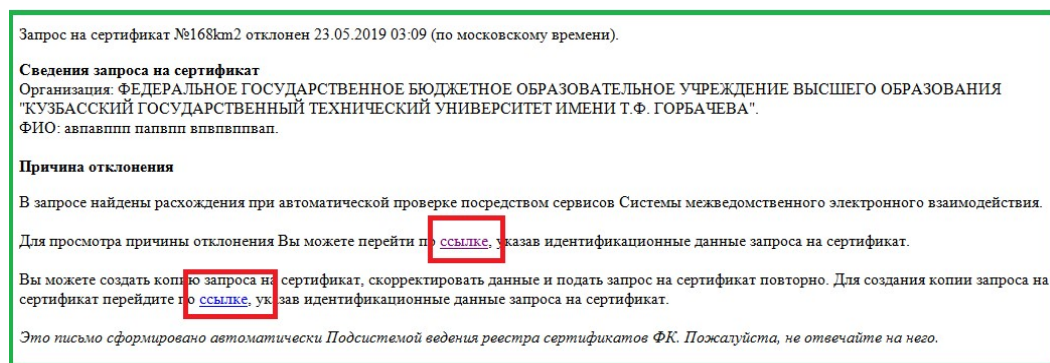 Запрос на сертификат №168km2 отклонен 23.05.2019 03:09 (по московскому времени).
Сведения запроса на сертификат
Организация: ФЕДЕРАЛЬНОЕ ГОСУДАРСТВЕННОЕ БЮДЖЕТНОЕ ОБРАЗОВАТЕЛЬНОЕ УЧРЕЖДЕНИЕ ВЫСШЕГО ОБРАЗОВАНИЯ
"КУЗБАССКИЙ ГОСУДАРСТВЕННЫЙ ТЕХНИЧЕСКИЙ УНИВЕРСИТЕТ ИМЕНИ Т.Ф. ГОРБАЧЕВА".
ФИО: авпавппп папвпп впвпвппвап.
Причина отклонения
В запросе найдены расхождения при автоматической проверке посредством сервисов Системы межведомственного электронного взаимодействия.
Для просмотра причины отклонения Вы можете перейти по ссылке, указав идентификационные данные запроса на сертификат.
Вы можете создать копию запроса на сертификат, скорректировать данные и подать запрос на сертификат повторно. Для создания копии запроса на
сертификат перейдите по ссылке, указав идентификационные данные запроса на сертификат.
Это письмо сформировано автоматически Подсистемой ведения реестра сертификатов ФК. Пожалуйста, не отвечайте на него.